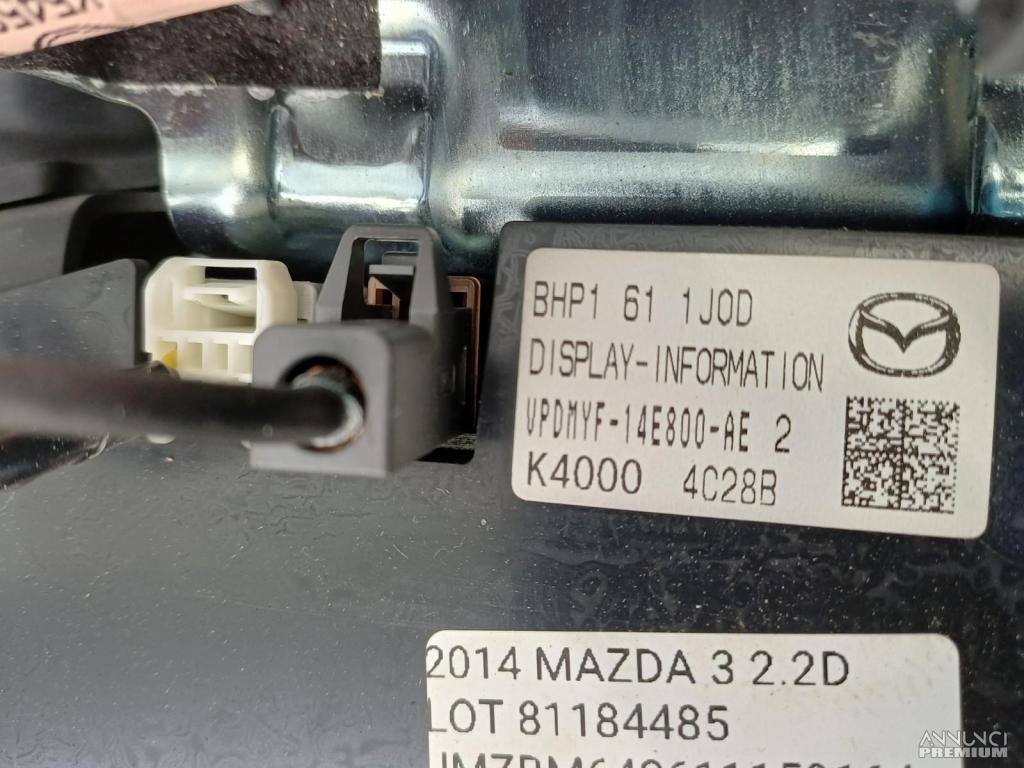 BHP1 61 1J0D
DISPLAY-INFORMATION
VPDMYF-14E800-AE 2
K4000 4C28B
2014 MAZDA 3 2.2D
LOT 81184485
ANNUNCI
PREMIUM